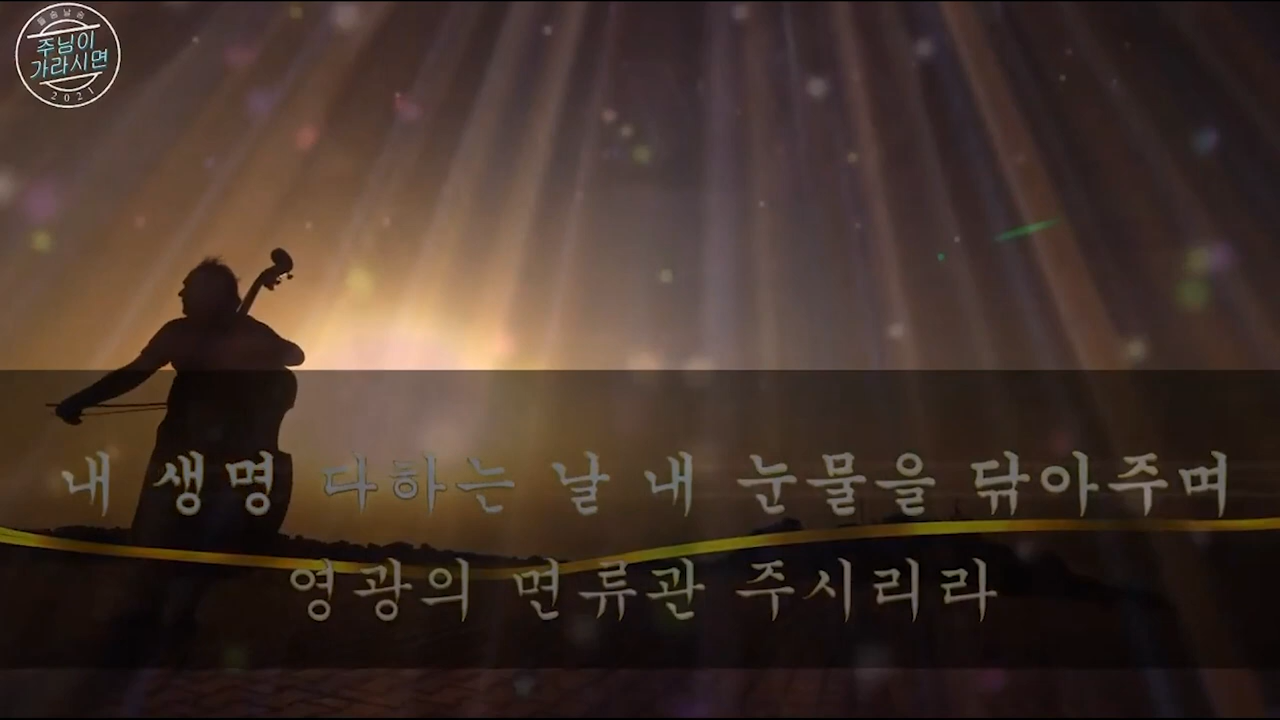 주님이
가라시면
2021
내 생명 다하는 날 내 눈물을 닦아주며
영광의 면류관 주시리라